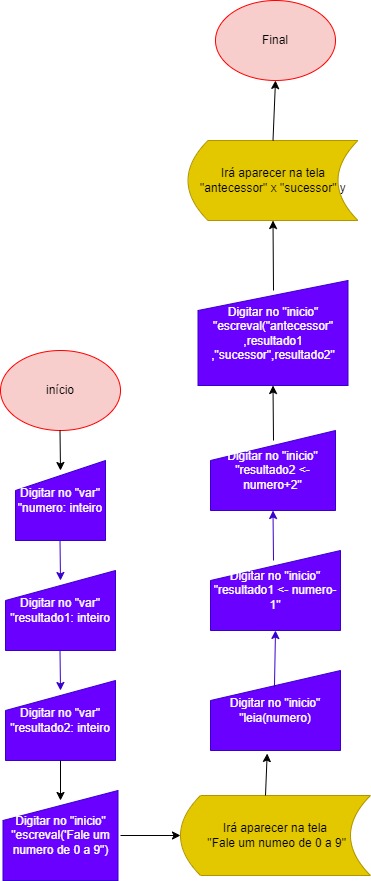 início
Digitar no "var"
"numero: inteiro
Digitar no "var"
"resultado1: inteiro
Digitar no "var"
"resultado2: inteiro
Digitar no "inicio"
"escreval("Fale um
numero de 0 a 9")
Irá aparecer na tela
"Fale um numeo de 0 a 9"
Digitar no "inicio"
"leia(numero)
Digitar no "inicio"
"resultado1 <- numero-
1"
Digitar no "inicio"
"resultado2 <-
numero+2"
Digitar no "inicio"
"escreval("antecessor"
,resultado1
,"sucessor",resultado2"
Irá aparecer na tela
"antecessor" x "sucessor" y
Final